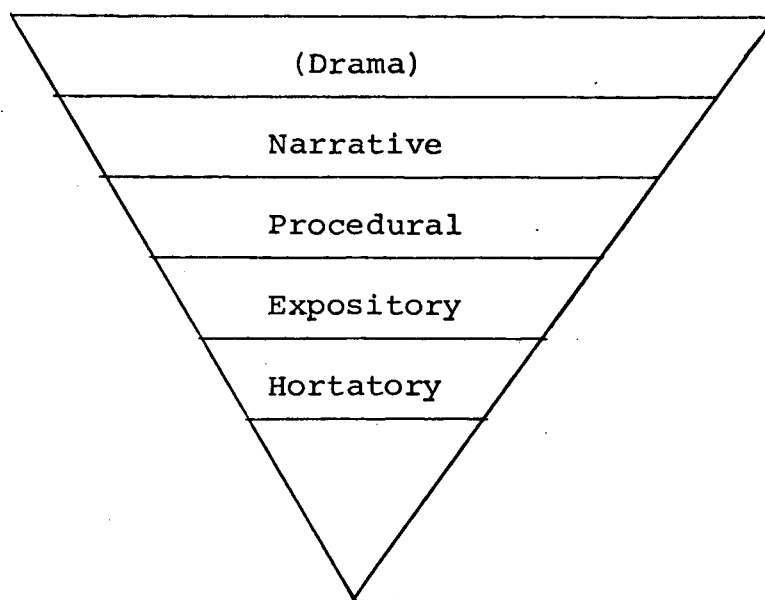 (Drama)
Narrative
Procedural
Expository
Hortatory